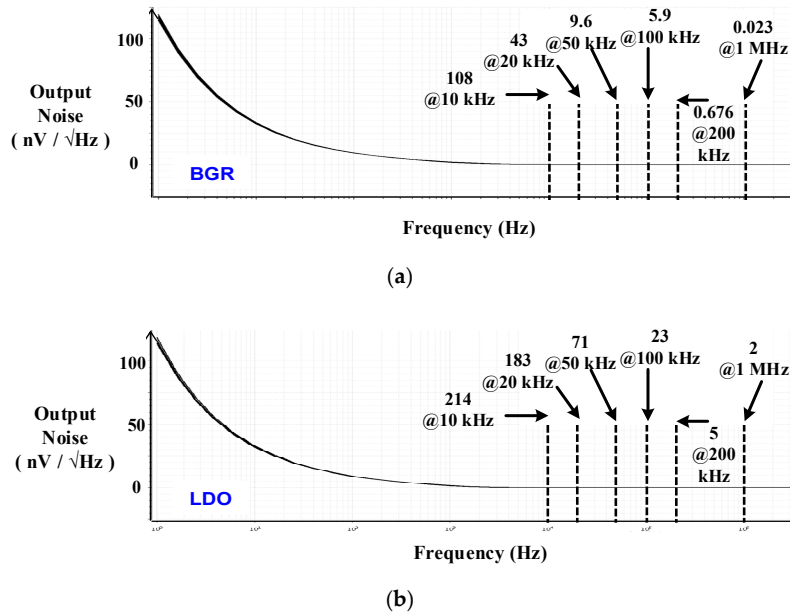 100
50
0
Output
Noise
( nV / √Hz )
108
@10 kHz
43
@20 kHz
9.6
@50 kHz
5.9
@100 kHz
0.676
@200
kHz
0.023
@1 MHz
BGR
Frequency (Hz)
(a)
100
50
0
Output
Noise
( nV / √Hz )
214
@10 kHz
183
@20 kHz
71
@50 kHz
23
@100 kHz
5
@200
kHz
2
@1 MHz
LDO
Frequency (Hz)
(b)